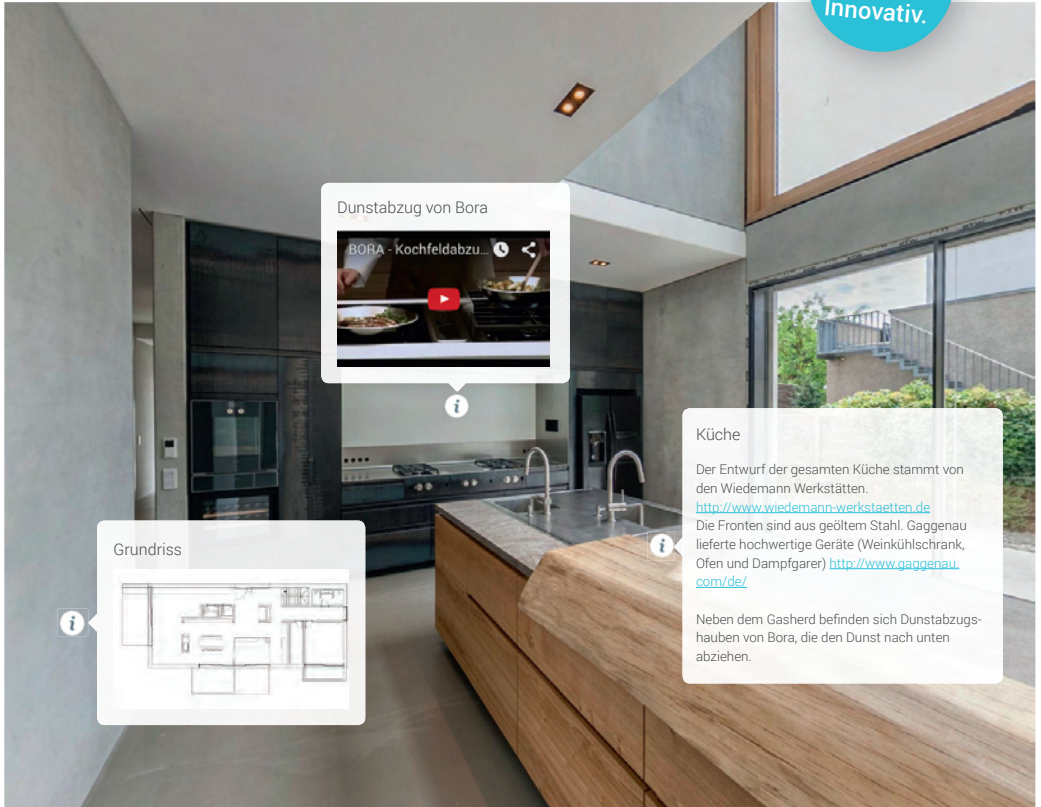 Innovativ.
Dunstabzug von Bora
BORA - Kochfeldabzu...
Küche
Der Entwurf der gesamten Küche stammt von
den Wiedemann Werkstätten.
http://www.wiedemann-werkstaetten.de
Die Fronten sind aus geöltem Stahl. Gaggenau
lieferte hochwertige Geräte (Weinkühlschrank,
Ofen und Dampfgarer) http://www.gaggenau.
com/de/
Neben dem Gasherd befinden sich Dunstabzugs-
hauben von Bora, die den Dunst nach unten
abziehen.
Grundriss